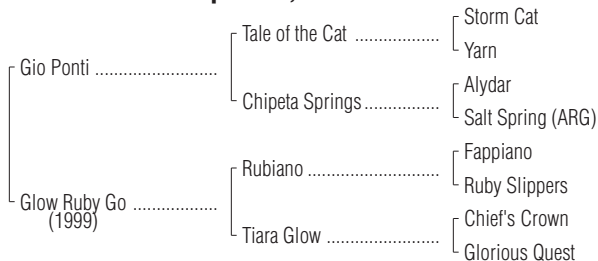 Storm Cat
Tale of the Cat ..................
Yarn
Gio Ponti ..........................
Alydar
Chipeta Springs ................
Salt Spring (ARG)
Fappiano
Rubiano ............................
Ruby Slippers
Glow Ruby Go ..................
(1999)
Chief's Crown
Tiara Glow ........................
Glorious Quest